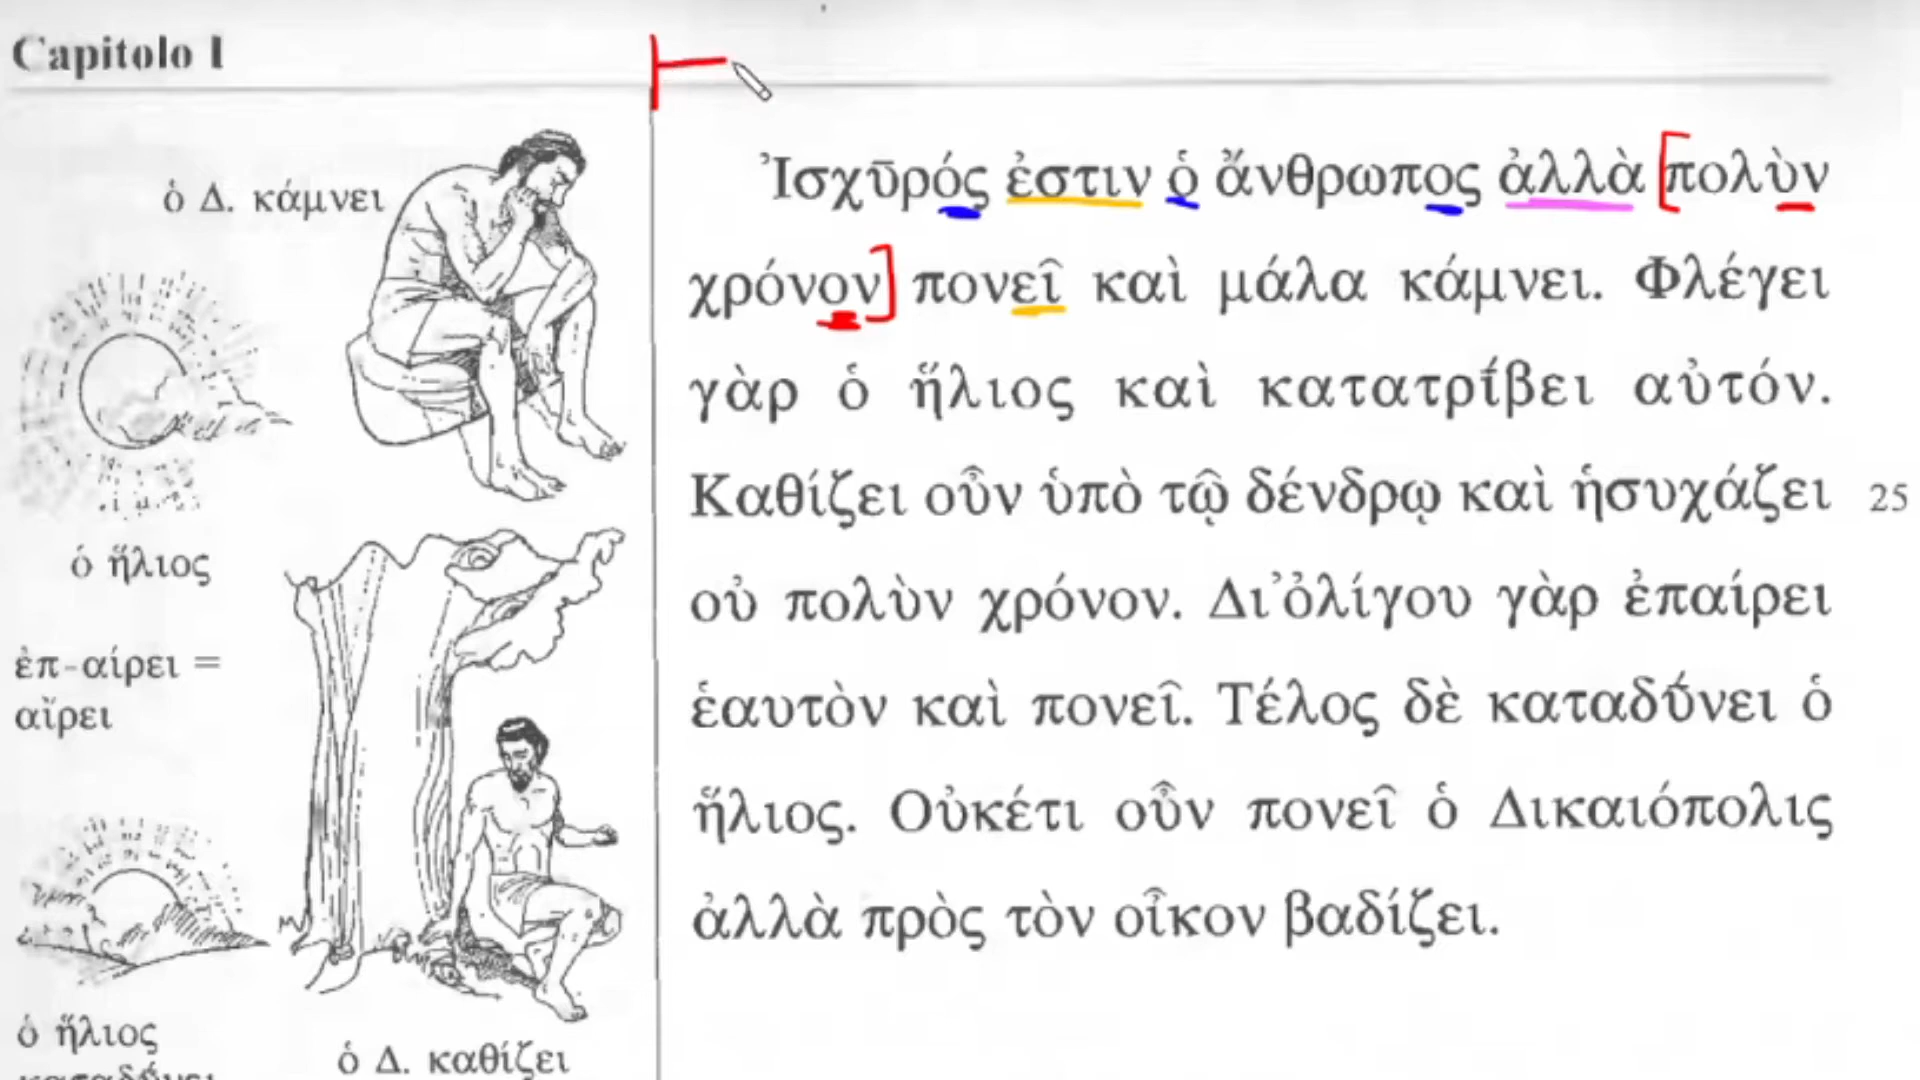 Capitolo I
ὁ Δ. κάμνει
ὁ ἥλιος
ἐπ-αίρει =
αἴρει
ὁ ἥλιος
ὁ Δ. καθίζει
Ἰσχῡρός ἐστιν ὁ ἄνθρωπος ἀλλὰ πολὺν
χρόνον πονεῖ καὶ μάλα κάμνει. Φλέγει
γὰρ ὁ ἥλιος καὶ κατατρῑ́βει αὐτόν.
Καθίζει οὖν ὑπὸ τῷ δένδρῳ καὶ ἡσυχάζει
25
οὐ πολὺν χρόνον. Δι’ὀλίγου γὰρ ἐπαίρει
ἑαυτὸν καὶ πονεῖ. Τέλος δὲ καταδῡ́νει ὁ
ἥλιος. Οὐκέτι οὖν πονεῖ ὁ Δικαιόπολις
ἀλλὰ πρὸς τὸν οἶκον βαδίζει.